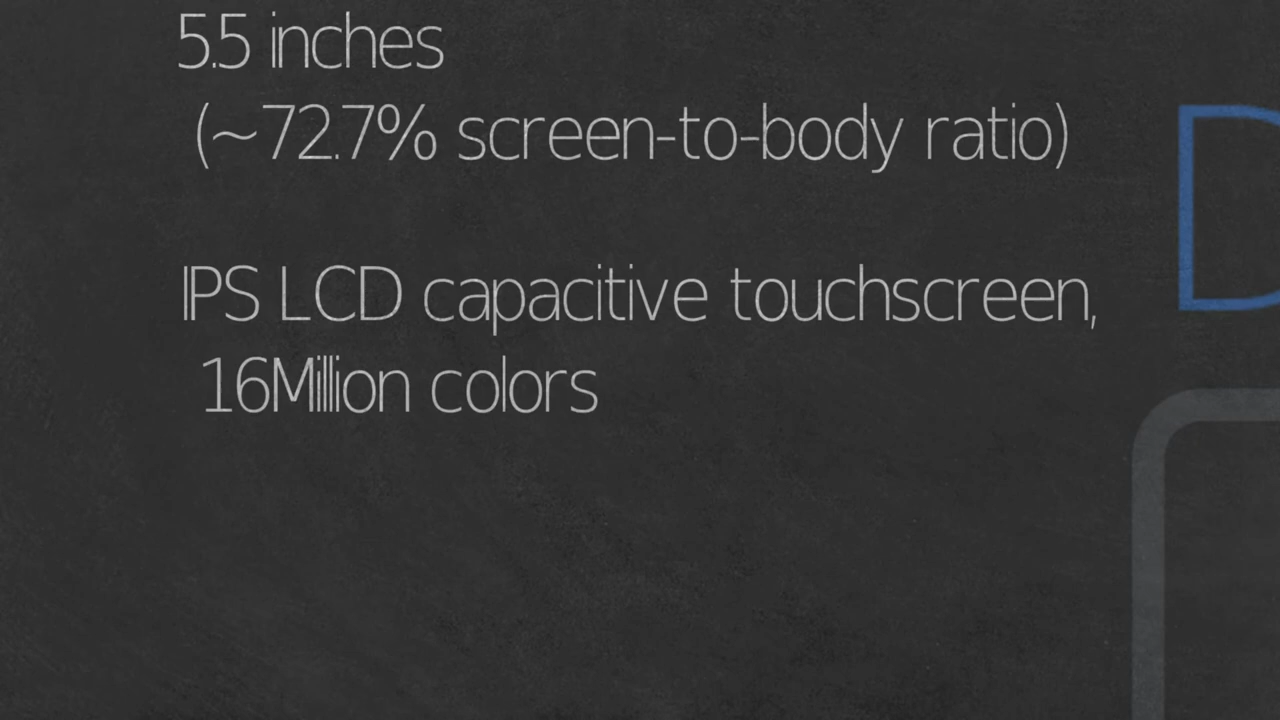 5.5 inches
(~72.7% screen-to-body ratio)
IPS LCD capacitive touchscreen,
16Million colors
D